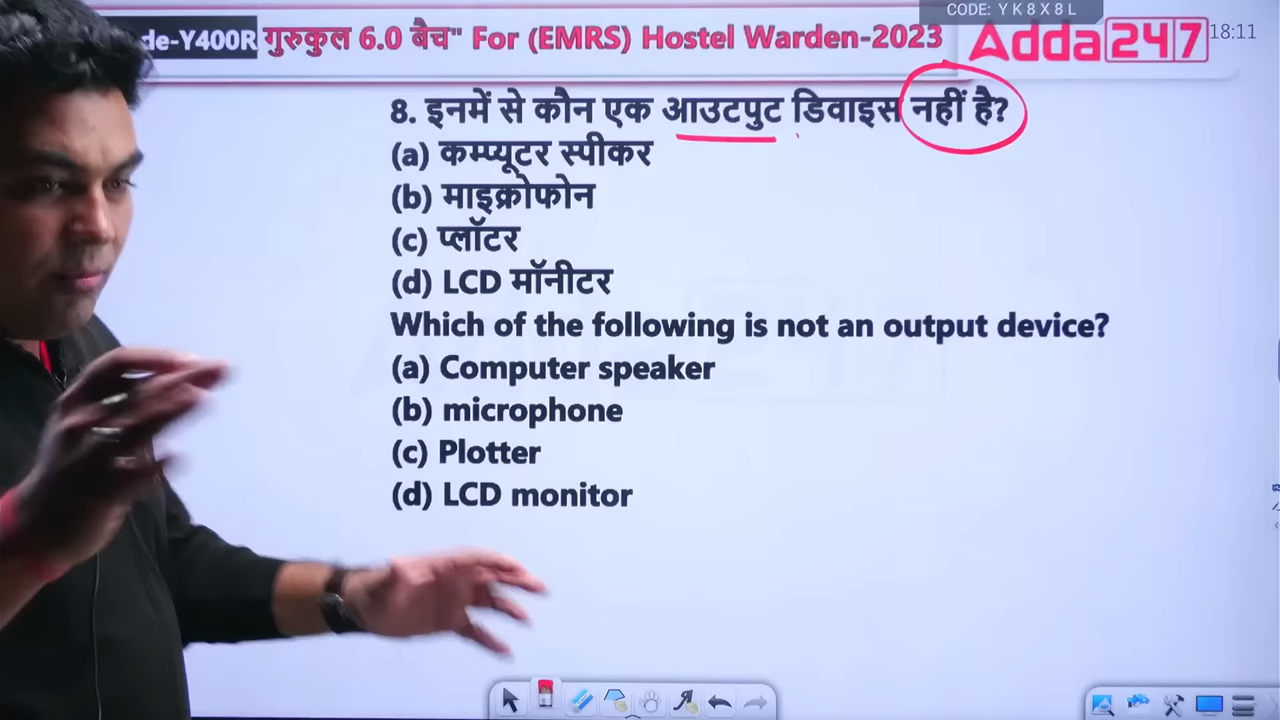 CODE: YK8X8L
de-Y400R गुरुकुल 6.0 बैच" For (EMRS) Hostel Warden-2023
Adda247
18:11
8. इनमें से कौन एक आउटपुट डिवाइस नहीं है?
(a) कम्प्यूटर स्पीकर
(b) माइक्रोफोन
(c) प्लॉटर
(d) LCD मॉनीटर
Which of the following is not an output device?
(a) Computer speaker
(b) microphone
(c) Plotter
(d) LCD monitor